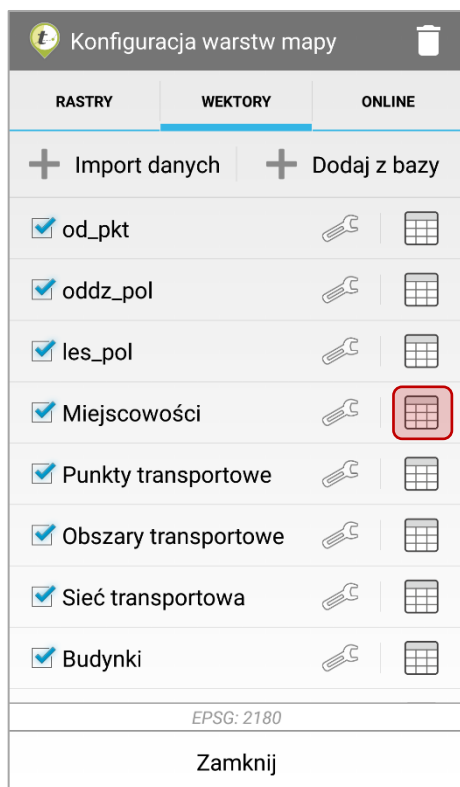 Konfiguracja warstw mapy
RASTRY WEKTORY ONLINE
Import danych Dodaj z bazy
od_pkt
oddz_pol
les_pol
Miejscowości
Punkty transportowe
Obszary transportowe
Sieć transportowa
Budynki
EPSG: 2180
Zamknij